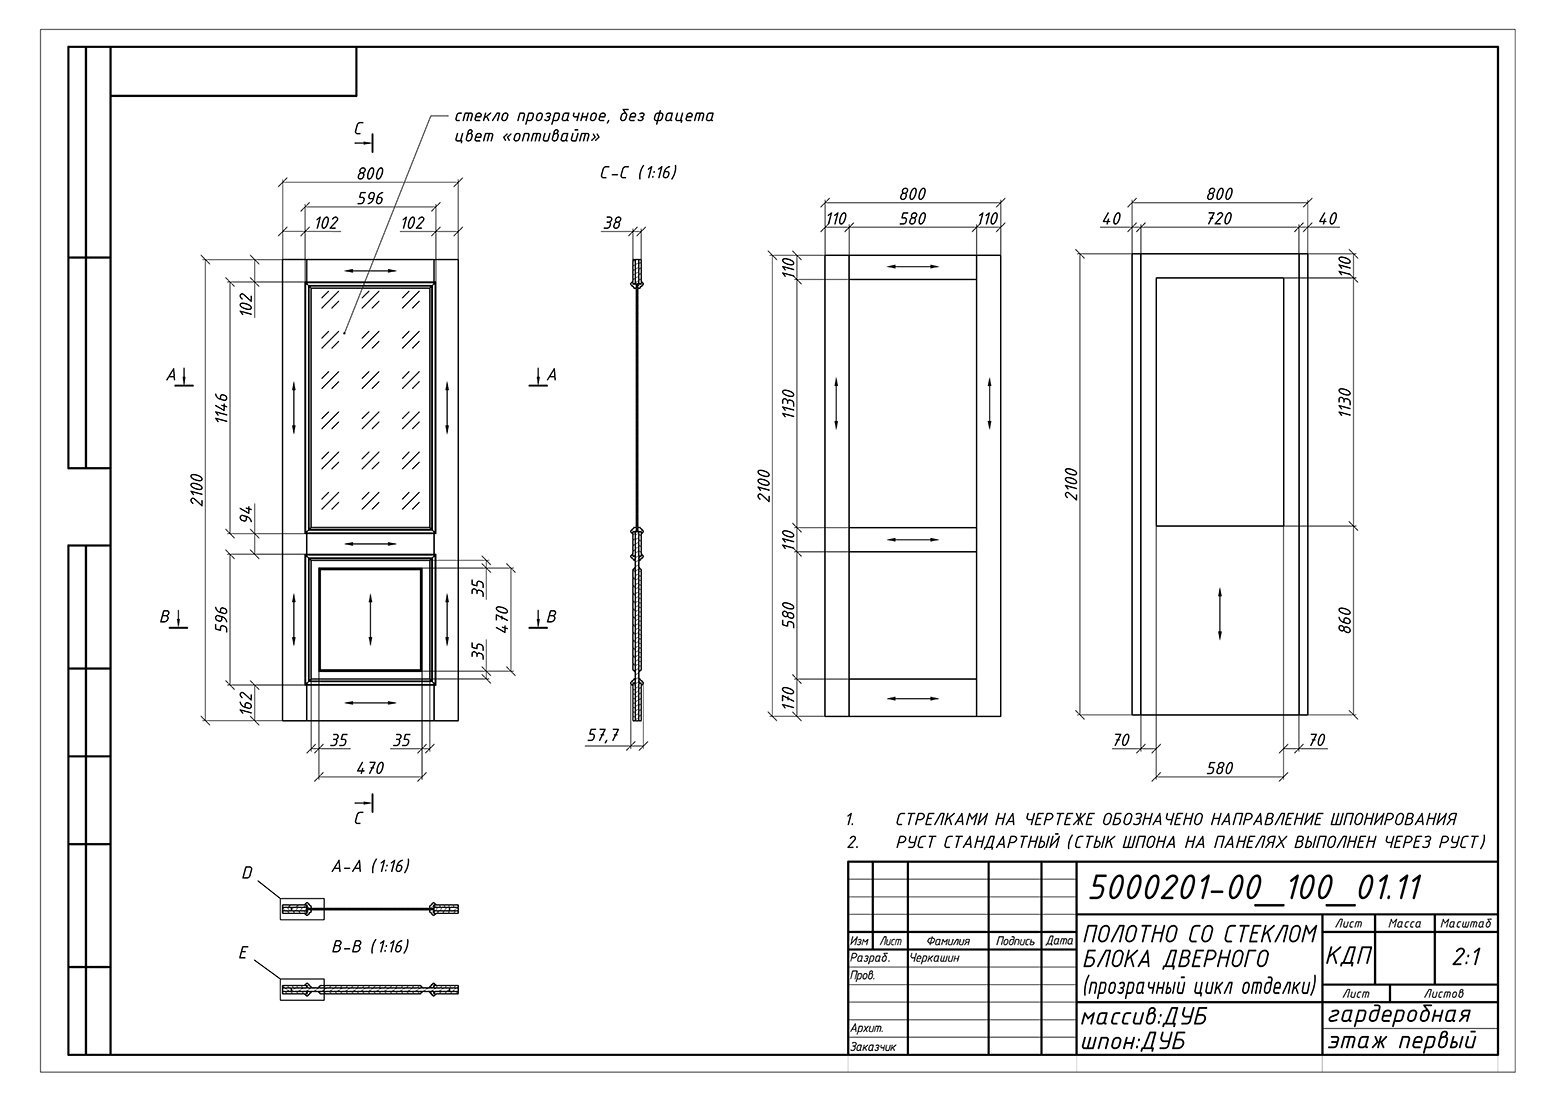 стекло прозрачное, без фацета
цвет «оптивайт»
C
C-C (1:16)
800
596
102
102
38
102
1146
2100
94
596
162
A
A
B
B
35
470
35
35
35
470
57,7
C
800
110
580
110
110
1130
2100
110
580
170
800
40
720
40
110
1130
2100
860
70
70
580
D
A-A (1:16)
E
B-B (1:16)
1. СТРЕЛКАМИ НА ЧЕРТЕЖЕ ОБОЗНАЧЕНО НАПРАВЛЕНИЕ ШПОНИРОВАНИЯ
2. РУСТ СТАНДАРТНЫЙ (СТЫК ШПОНА НА ПАНЕЛЯХ ВЫПОЛНЕН ЧЕРЕЗ РУСТ)
5000201-00__100__01.11
Изм Лист Фамилия Подпись Дата
Разраб. Черкашин
Пров.
Архит.
Заказчик
ПОЛОТНО СО СТЕКЛОМ
БЛОКА ДВЕРНОГО
(прозрачный цикл отделки)
Лист Масса Масштаб
КДП 2:1
Лист Листов
массив:ДУБ
шпон:ДУБ
гардеробная
этаж первый